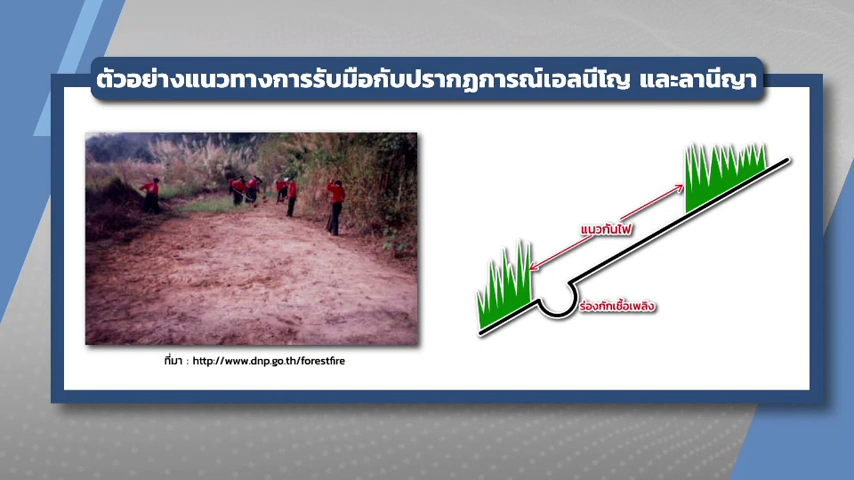 ตัวอย่างแนวทางการรับมือกับปรากฏการณ์เอลนีโญ และลานีญา
แนวกันไฟ
ร่องกักเชื้อเพลิง
ที่มา : http://www.dnp.go.th/forestfire